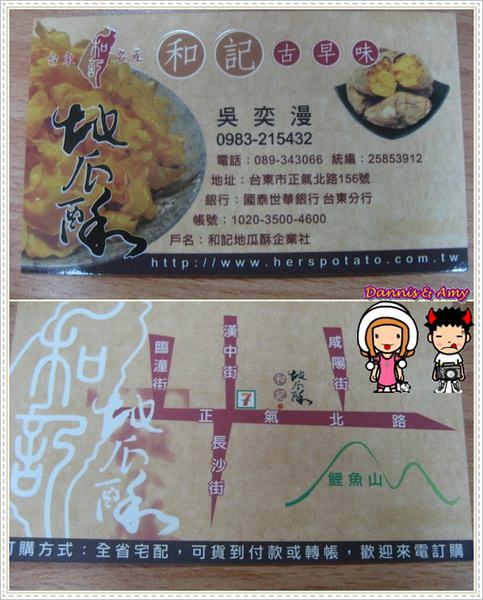 台東 和記 名產
和記 古早味
地瓜酥
吳奕漫
0983-215432
電話：089-343066 統編：25853912
地址：台東市正氣北路156號
銀行：國泰世華銀行 台東分行
帳號：1020-3500-4600
戶名：和記地瓜酥企業社
http://www.herspotato.com.tw
Dannis & Amy
和記
地瓜酥
臨潼街
漢中街
咸陽街
和記 地瓜酥
7
正 氣 北 路
長沙街
鯉魚山
訂購方式：全省宅配，可貨到付款或轉帳，歡迎來電訂購